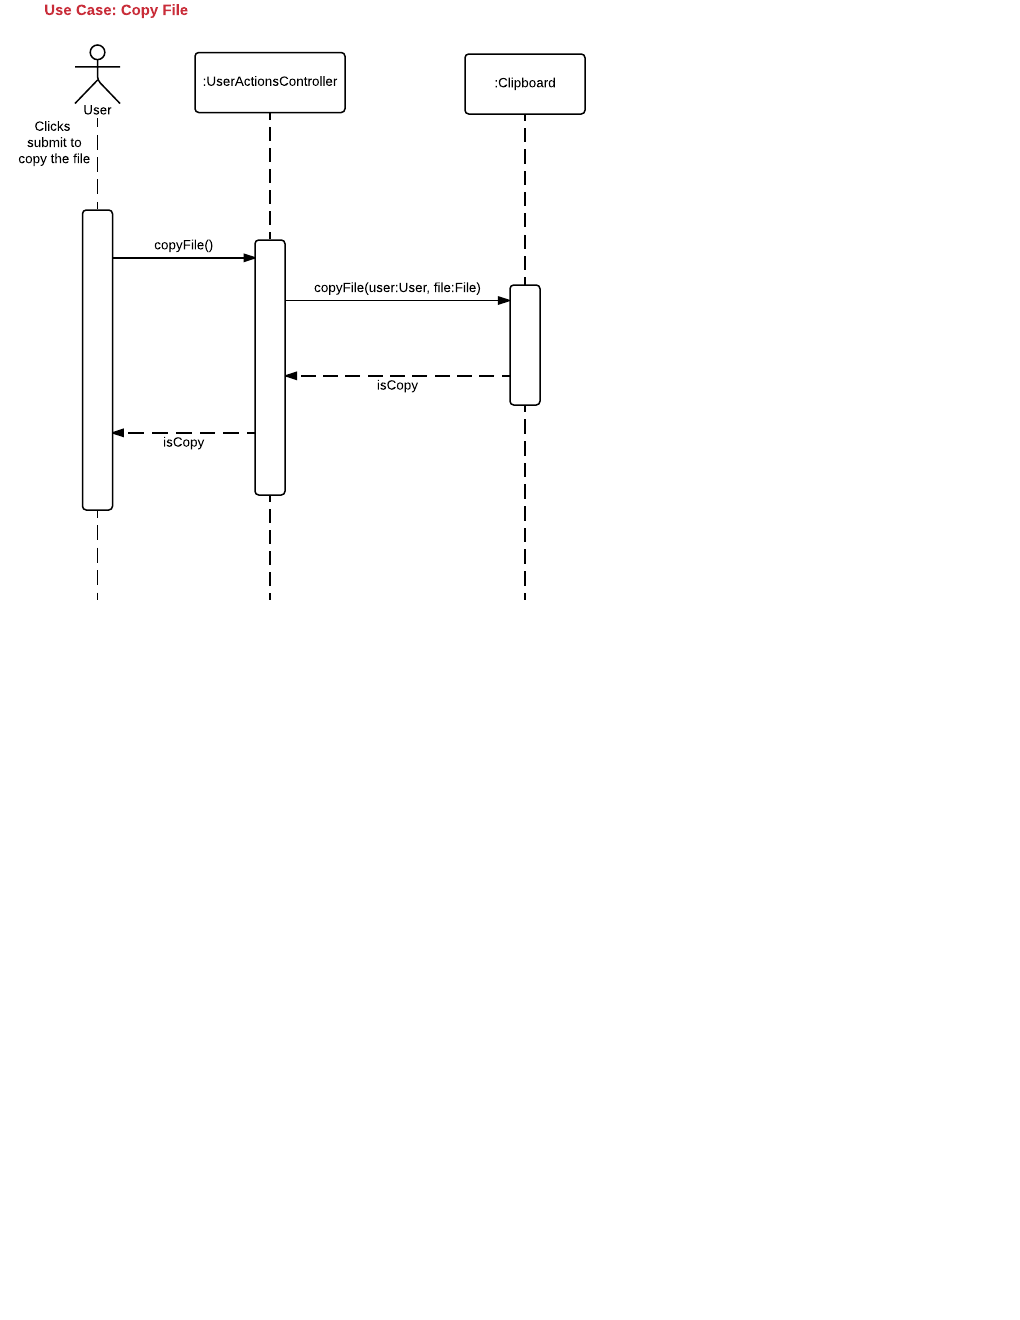 Use Case: Copy File
:UserActionsController
:Clipboard
User
Clicks
submit to
copy the file
copyFile()
copyFile(user:User, file:File)
isCopy
isCopy